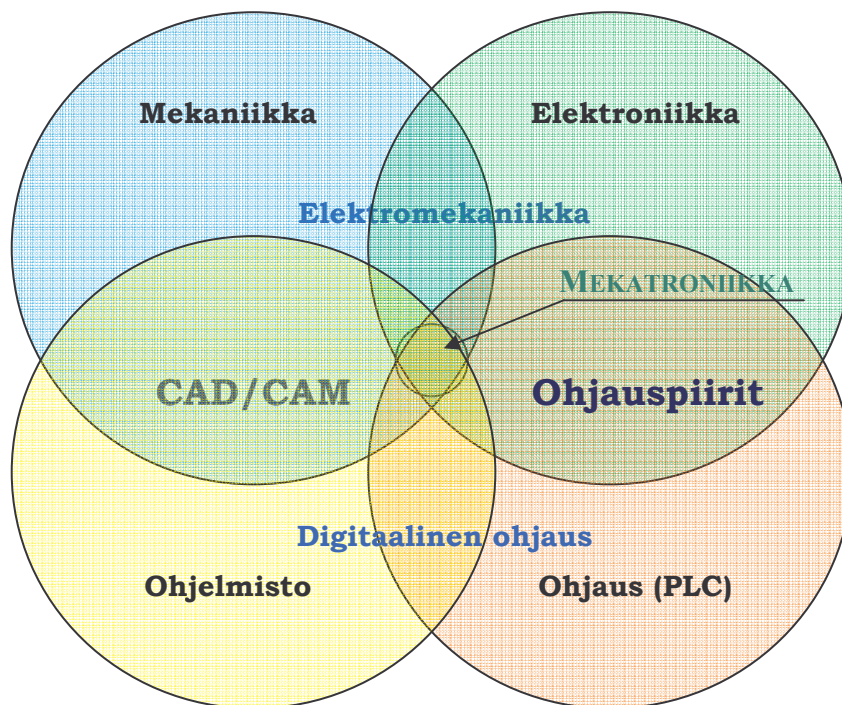 Mekaniikka
Elektroniikka
Elektromekaniikka
MEKATRONIIKKA
CAD/CAM
Ohjauspiirit
Digitaalinen ohjaus
Ohjelmisto
Ohjaus (PLC)